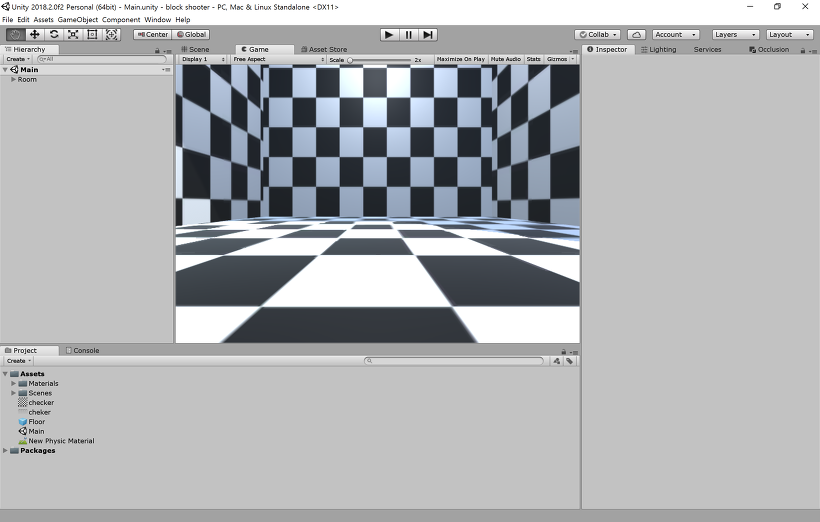 Unity 2018.2.0f2 Personal (64bit) - Main.unity - block shooter - PC, Mac & Linux Standalone <DX11>
File Edit Assets GameObject Component Window Help
Center Global Collab Account Layers Layout
Hierarchy Scene Game Asset Store Inspector Lighting Services Occlusion
Create All Display 1 Free Aspect Scale 2x Maximize On Play Mute Audio Stats Gizmos
Main
Room
Project Console
Create
Assets
Materials
Scenes
checker
cheker
Floor
Main
New Physic Material
Packages